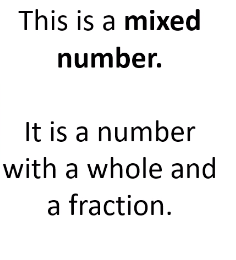 This is a mixed
number.
It is a number
with a whole and
a fraction.